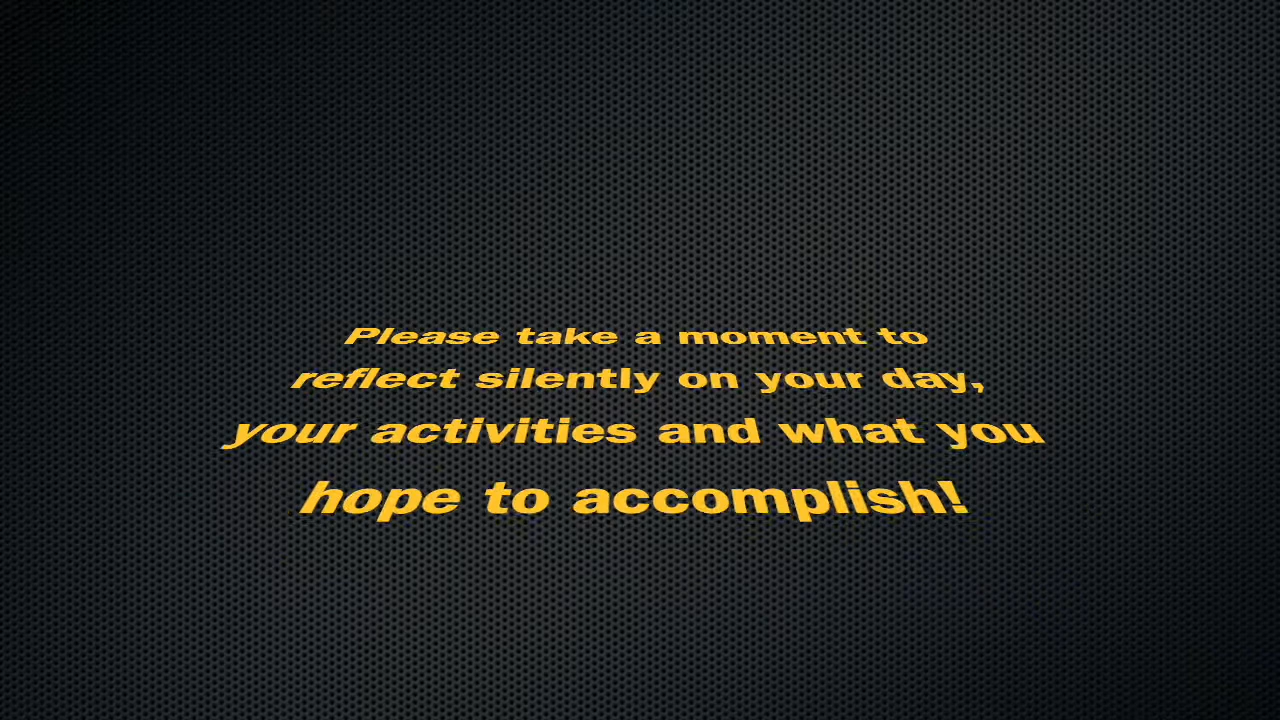 Please take a moment to
reflect silently on your day,
your activities and what you
hope to accomplish!